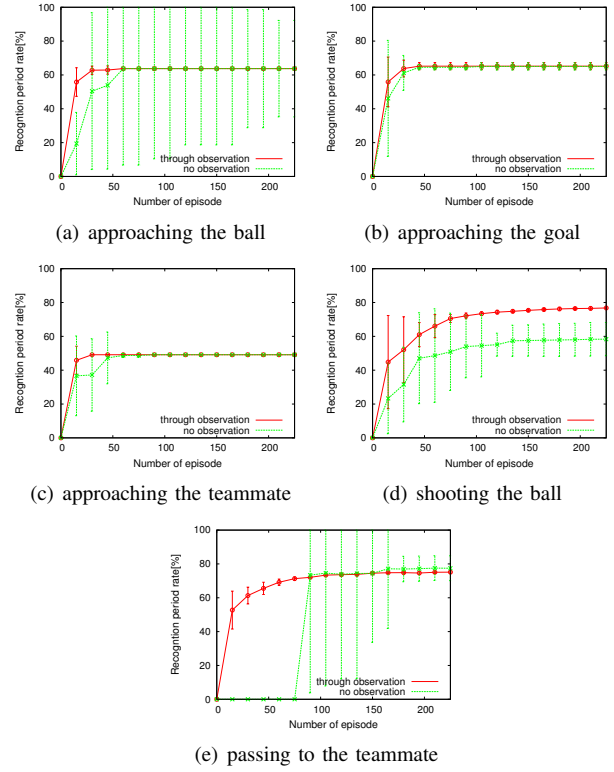 100
80
60
40
20
0
Recogntion period rate[%]
through observation
no observation
0 50 100 150 200
Number of episode
(a) approaching the ball
100
80
60
40
20
0
Recogntion period rate[%]
through observation
no observation
0 50 100 150 200
Number of episode
(b) approaching the goal
100
80
60
40
20
0
Recogntion period rate[%]
through observation
no observation
0 50 100 150 200
Number of episode
(c) approaching the teammate
100
80
60
40
20
0
Recogntion period rate[%]
through observation
no observation
0 50 100 150 200
Number of episode
(d) shooting the ball
100
80
60
40
20
0
Recogntion period rate[%]
through observation
no observation
0 50 100 150 200
Number of episode
(e) passing to the teammate